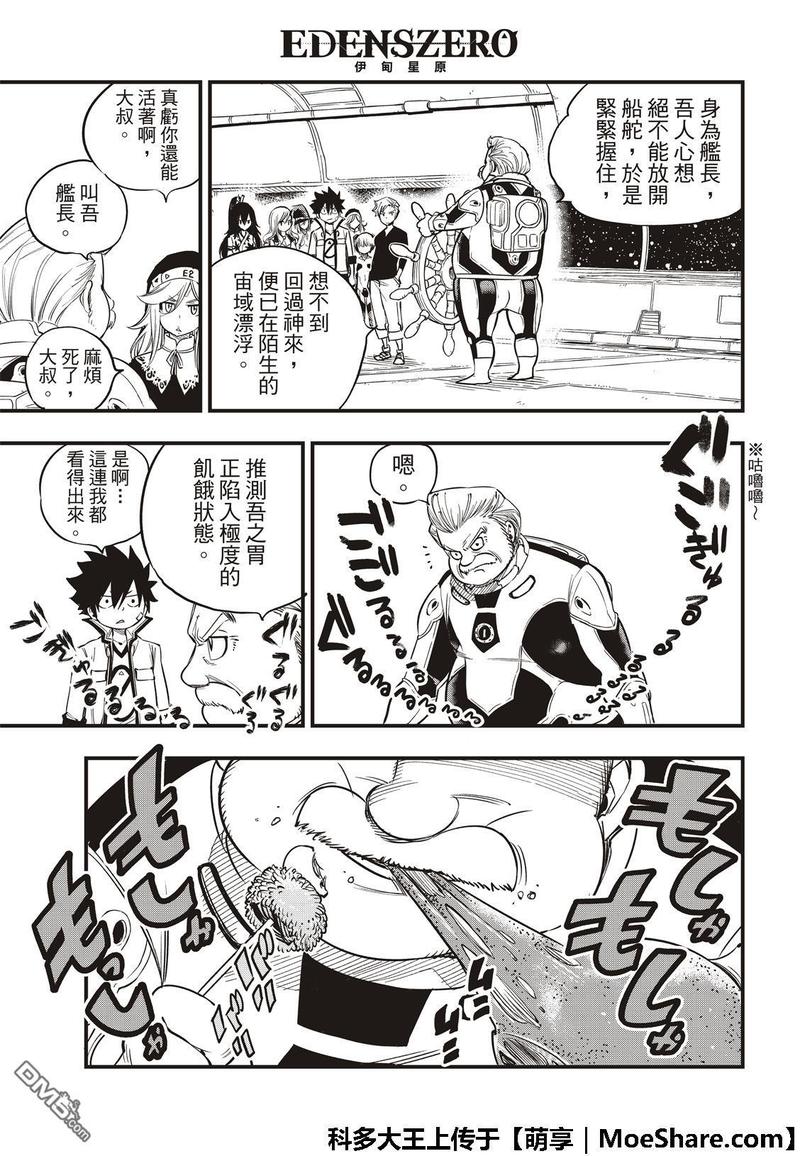 EDENSZERO
伊甸星原
身為艦長，
吾人心想
絕不能放開
船舵，於是
緊緊握住，
想不到
回過神來，
便已在陌生的
宙域漂浮。
真虧你還能
活著啊，
大叔。
叫吾
艦長。
E2
麻煩
死了，
大叔。
※咕嚕嚕～
嗯。
推測吾之胃
正陷入極度的
飢餓狀態。
是啊…
這連我都
看得出來。
もしゃ
もしゃ
もしゃ
もっしゃ
DM5.com
科多大王上传于【萌享｜MoeShare.com】